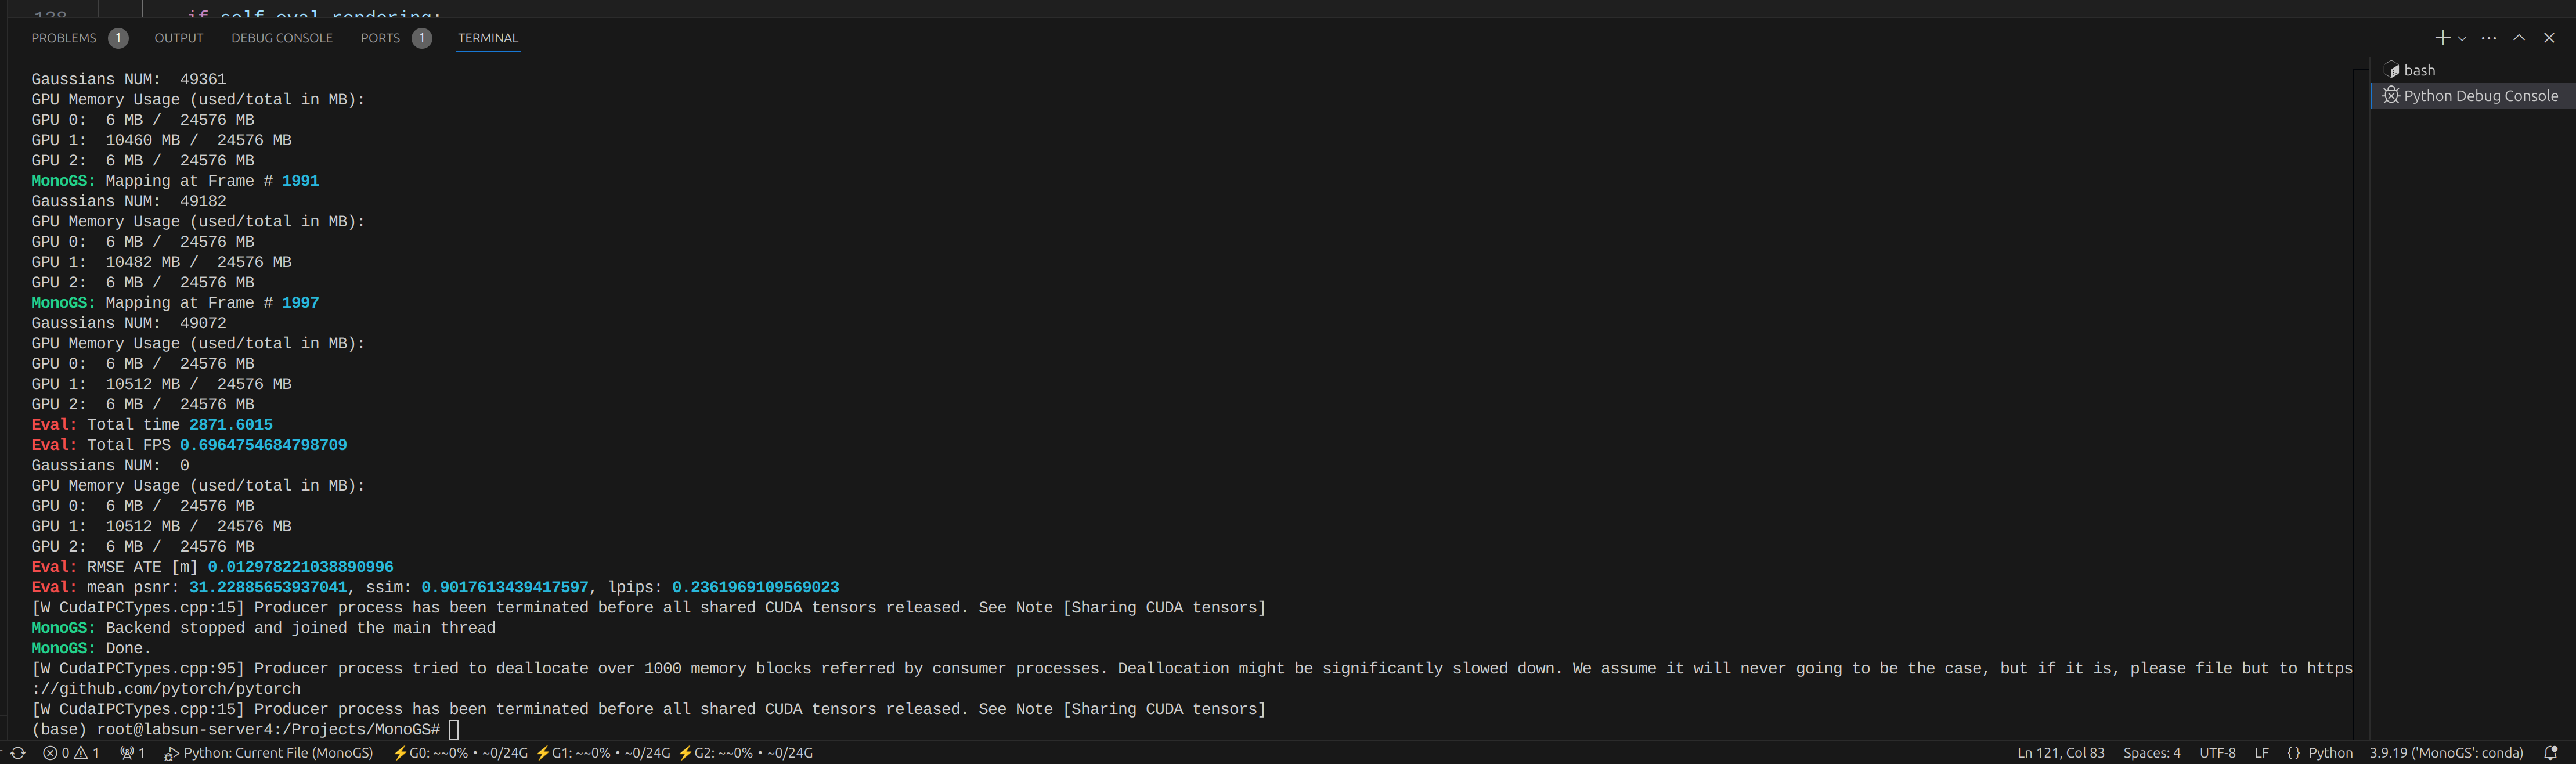 138 if self.eval_rendering:
PROBLEMS 1 OUTPUT DEBUG CONSOLE PORTS 1 TERMINAL
Gaussians NUM:  49361
GPU Memory Usage (used/total in MB):
GPU 0:  6 MB /  24576 MB
GPU 1:  10460 MB /  24576 MB
GPU 2:  6 MB /  24576 MB
MonoGS: Mapping at Frame # 1991
Gaussians NUM:  49182
GPU Memory Usage (used/total in MB):
GPU 0:  6 MB /  24576 MB
GPU 1:  10482 MB /  24576 MB
GPU 2:  6 MB /  24576 MB
MonoGS: Mapping at Frame # 1997
Gaussians NUM:  49072
GPU Memory Usage (used/total in MB):
GPU 0:  6 MB /  24576 MB
GPU 1:  10512 MB /  24576 MB
GPU 2:  6 MB /  24576 MB
Eval: Total time 2871.6015
Eval: Total FPS 0.6964754684798709
Gaussians NUM:  0
GPU Memory Usage (used/total in MB):
GPU 0:  6 MB /  24576 MB
GPU 1:  10512 MB /  24576 MB
GPU 2:  6 MB /  24576 MB
Eval: RMSE ATE [m] 0.012978221038890996
Eval: mean psnr: 31.22885653937041, ssim: 0.9017613439417597, lpips: 0.2361969109569023
[W CudaIPCTypes.cpp:15] Producer process has been terminated before all shared CUDA tensors released. See Note [Sharing CUDA tensors]
MonoGS: Backend stopped and joined the main thread
MonoGS: Done.
[W CudaIPCTypes.cpp:95] Producer process tried to deallocate over 1000 memory blocks referred by consumer processes. Deallocation might be significantly slowed down. We assume it will never going to be the case, but if it is, please file but to https
://github.com/pytorch/pytorch
[W CudaIPCTypes.cpp:15] Producer process has been terminated before all shared CUDA tensors released. See Note [Sharing CUDA tensors]
(base) root@labsun-server4:/Projects/MonoGS#
bash
Python Debug Console
0 1 1 Python: Current File (MonoGS) ⚡G0: ~~0% • ~0/24G ⚡G1: ~~0% • ~0/24G ⚡G2: ~~0% • ~0/24G Ln 121, Col 83 Spaces: 4 UTF-8 LF {} Python 3.9.19 ('MonoGS': conda)